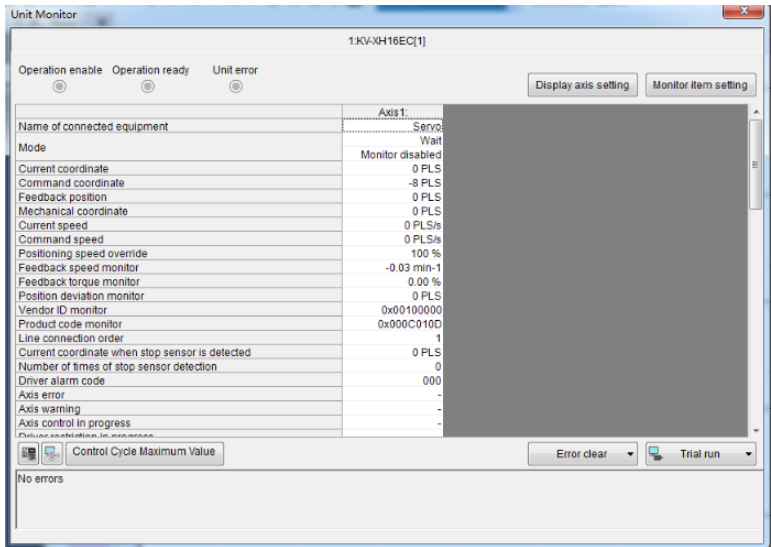 Unit Monitor
1:KV-XH16EC[1]
Operation enable Operation ready Unit error
Display axis setting Monitor item setting
Axis1:
Name of connected equipment Servo
Mode Wait
Monitor disabled
Current coordinate 0 PLS
Command coordinate -8 PLS
Feedback position 0 PLS
Mechanical coordinate 0 PLS
Current speed 0 PLS/s
Command speed 0 PLS/s
Positioning speed override 100 %
Feedback speed monitor -0.03 min-1
Feedback torque monitor 0.00 %
Position deviation monitor 0 PLS
Vendor ID monitor 0x00100000
Product code monitor 0x000C010D
Line connection order 1
Current coordinate when stop sensor is detected 0 PLS
Number of times of stop sensor detection 0
Driver alarm code 000
Axis error -
Axis warning -
Axis control in progress -
Driver restriction in progress
Control Cycle Maximum Value Error clear Trial run
No errors